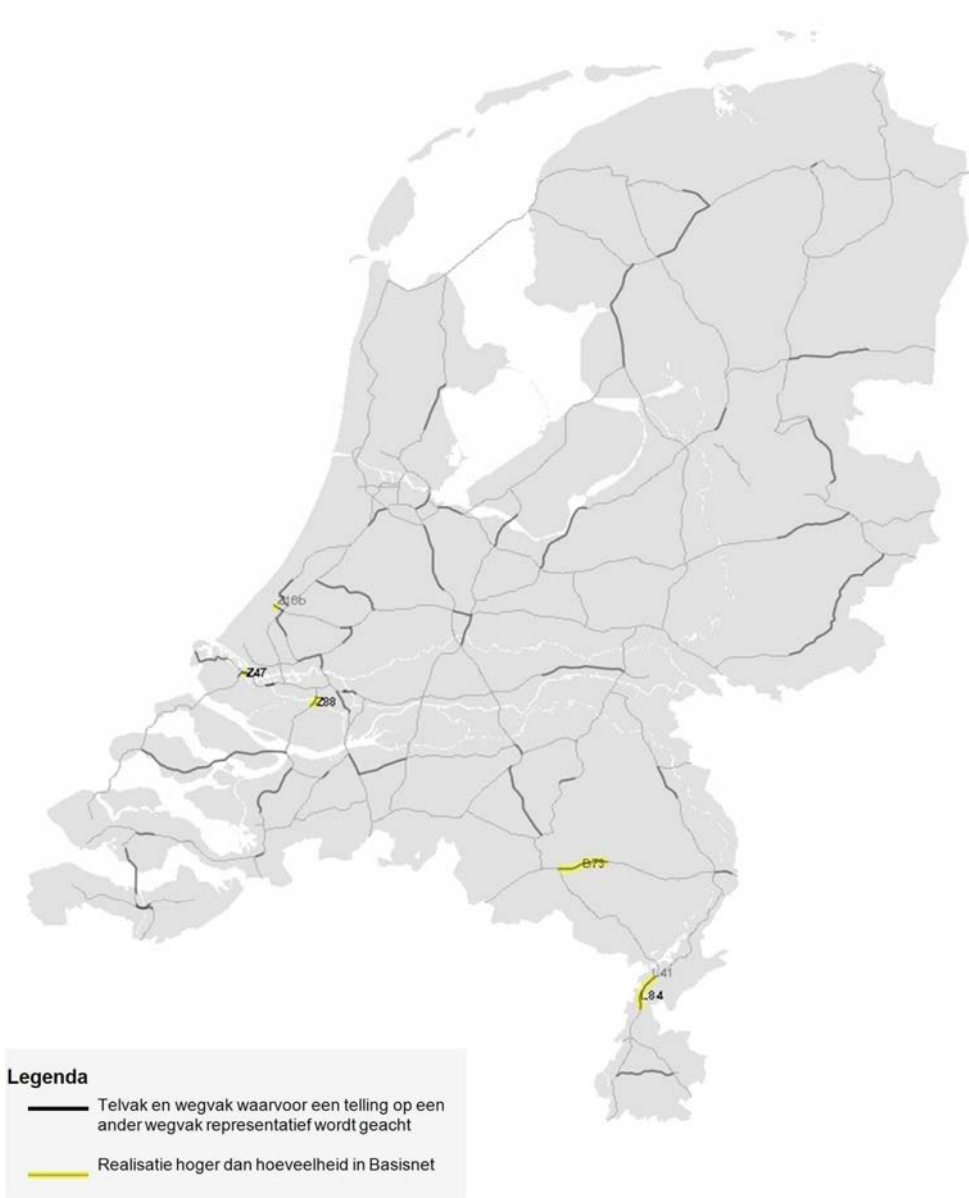 Z16b
Z47
Z88
B73
L41
L84
Legenda
Telvak en wegvak waarvoor een telling op een
ander wegvak representatief wordt geacht
Realisatie hoger dan hoeveelheid in Basisnet